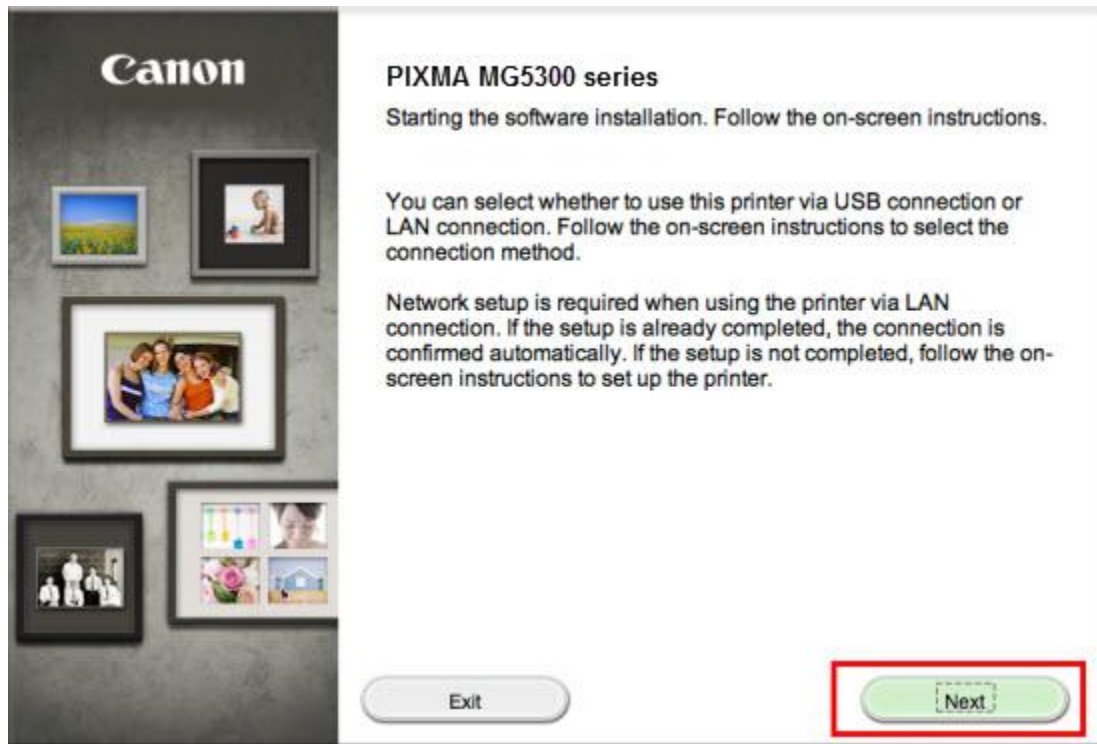 Canon
PIXMA MG5300 series
Starting the software installation. Follow the on-screen instructions.
You can select whether to use this printer via USB connection or
LAN connection. Follow the on-screen instructions to select the
connection method.
Network setup is required when using the printer via LAN
connection. If the setup is already completed, the connection is
confirmed automatically. If the setup is not completed, follow the on-
screen instructions to set up the printer.
Exit
Next